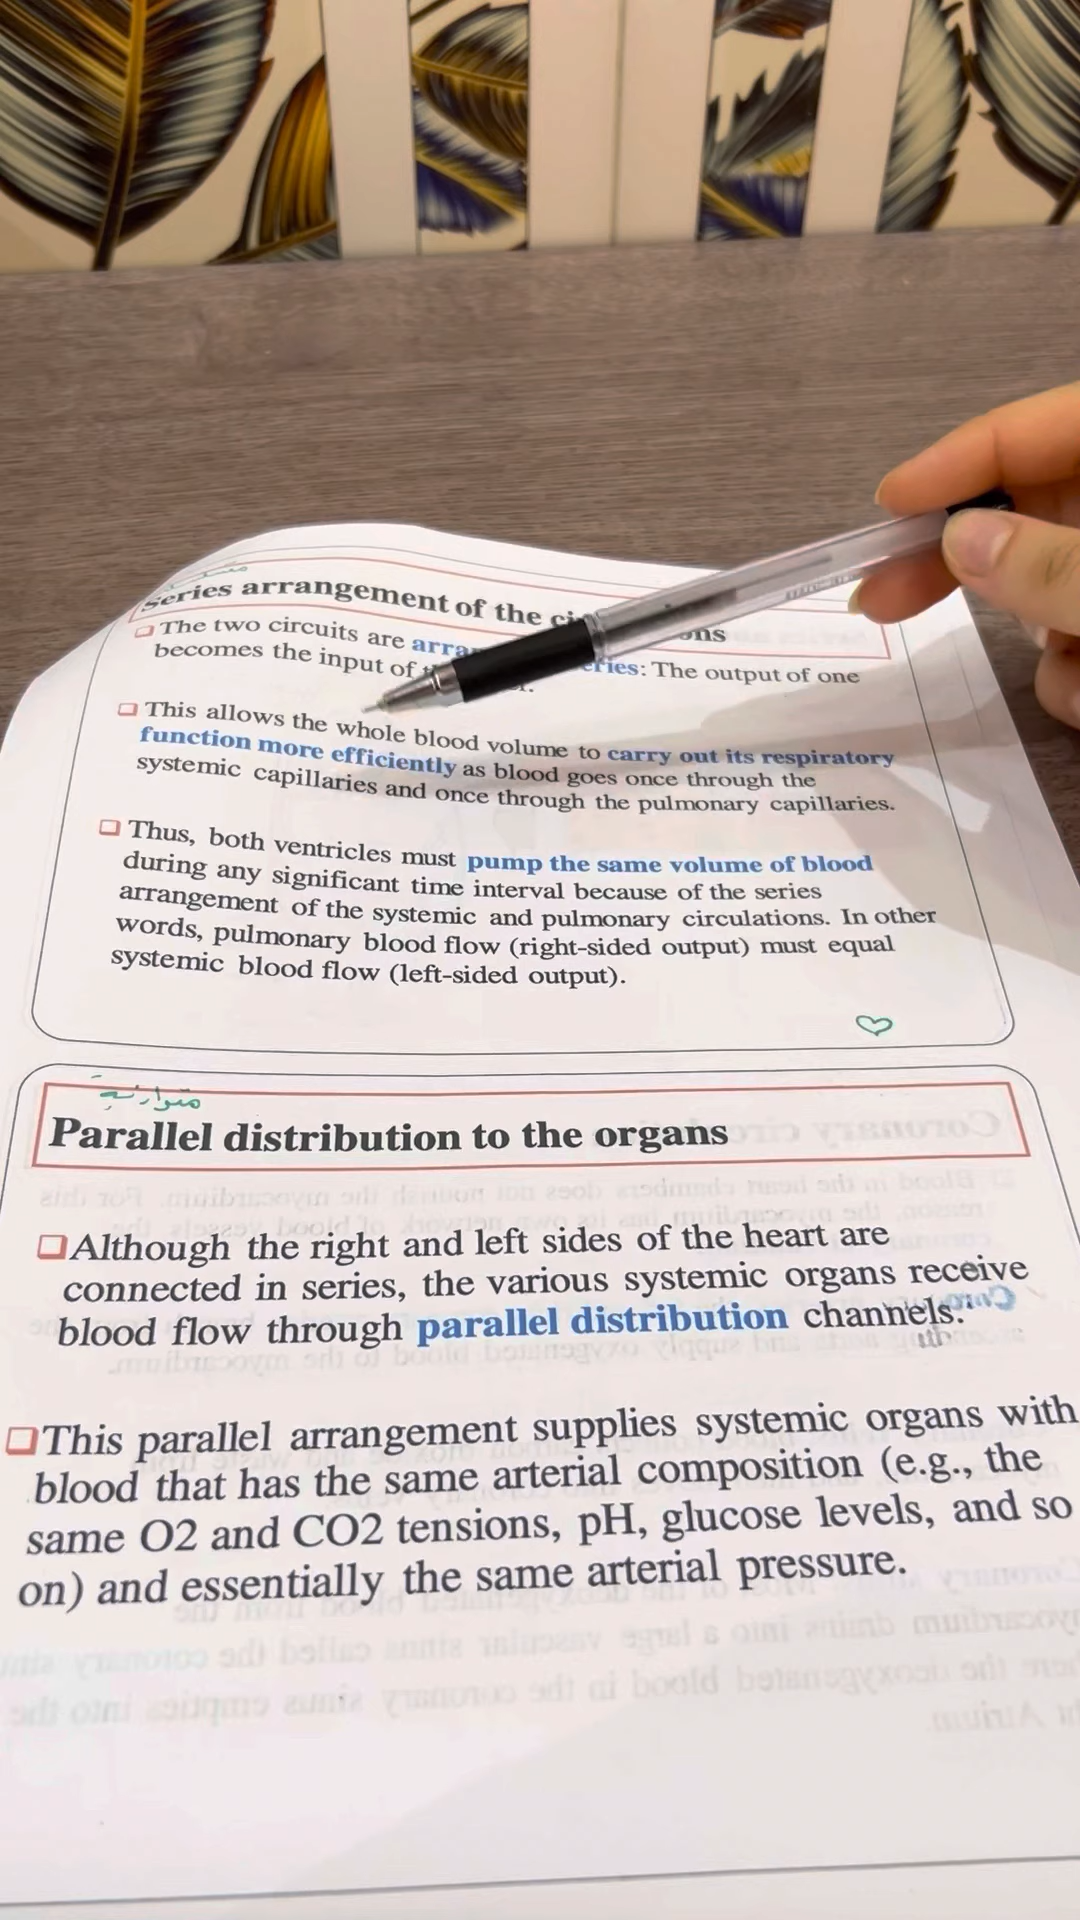 Series arrangement of the
The two circuits are The output of one
becomes the input of
This allows the whole blood volume to carry out its respiratory
function more efficiently as blood goes once through the
systemic capillaries and once through the pulmonary capillaries.
Thus, both ventricles must pump the same volume of blood
during any significant time interval because of the series
arrangement of the systemic and pulmonary circulations. In other
words, pulmonary blood flow (right-sided output) must equal
systemic blood flow (left-sided output).
متوازية
Parallel distribution to the organs
Although the right and left sides of the heart are
connected in series, the various systemic organs receive
blood flow through parallel distribution channels.
This parallel arrangement supplies systemic organs with
blood that has the same arterial composition (e.g., the
same O2 and CO2 tensions, pH, glucose levels, and so
on) and essentially the same arterial pressure.